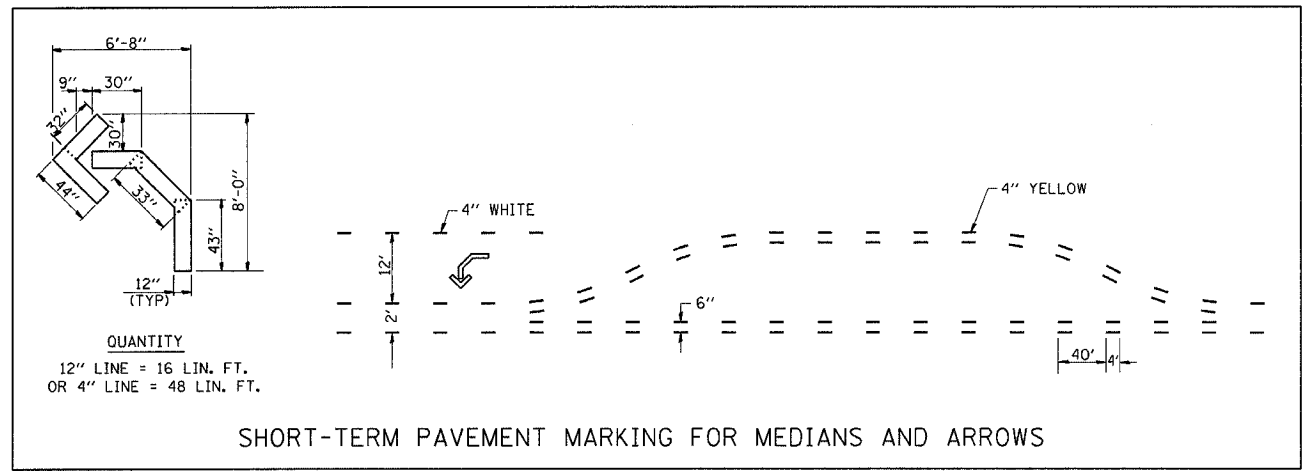 6'-8"
9"
30"
32"
30"
44"
33"
8'-0"
43"
12"
(TYP)
QUANTITY
12" LINE = 16 LIN. FT.
OR 4" LINE = 48 LIN. FT.
4" WHITE
4" YELLOW
12'
2'
6"
40'
4'
SHORT-TERM PAVEMENT MARKING FOR MEDIANS AND ARROWS